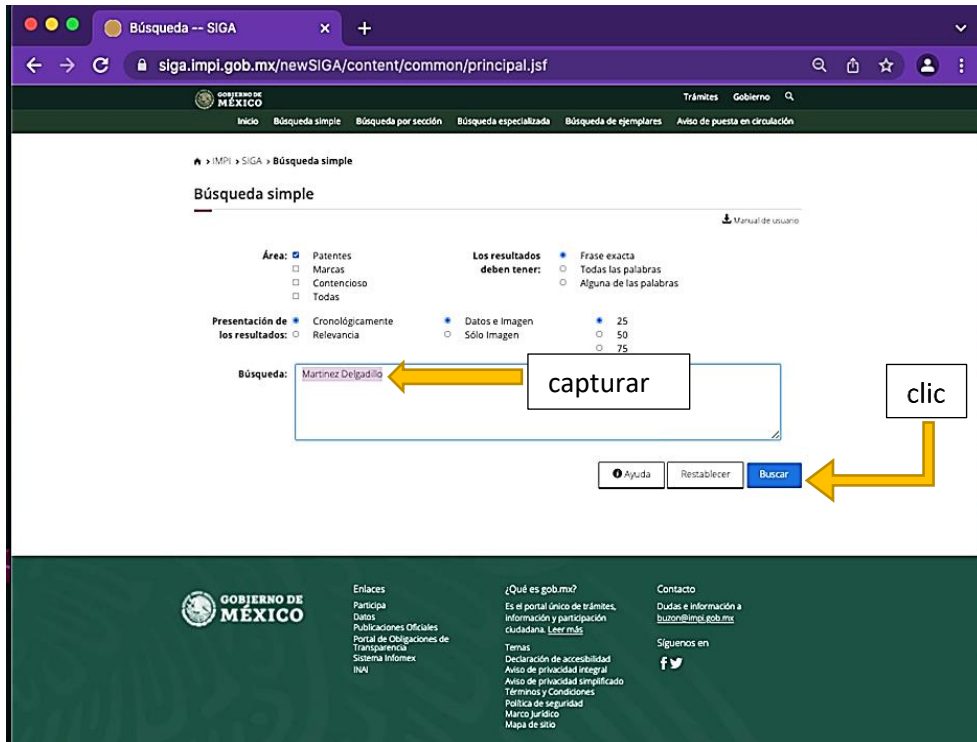 Búsqueda -- SIGA
siga.impi.gob.mx/newSIGA/content/common/principal.jsf
GOBIERNO DE
MÉXICO
Trámites Gobierno
Inicio Búsqueda simple Búsqueda por sección Búsqueda especializada Búsqueda de ejemplares Aviso de puesta en circulación
> IMPI > SIGA > Búsqueda simple
Búsqueda simple
Manual de usuario
Área: Patentes
Marcas
Contencioso
Todas
Los resultados
deben tener:
Frase exacta
Todas las palabras
Alguna de las palabras
Presentación de
los resultados:
Cronológicamente
Relevancia
Datos e Imagen
Sólo Imagen
25
50
75
Búsqueda: Martinez Delgadillo
capturar
clic
Ayuda Restablecer Buscar
GOBIERNO DE
MÉXICO
Enlaces
Participa
Datos
Publicaciones Oficiales
Portal de Obligaciones de
Transparencia
Sistema Infomex
INAI
¿Qué es gob.mx?
Es el portal único de trámites,
información y participación
ciudadana. Leer más
Temas
Declaración de accesibilidad
Aviso de privacidad integral
Aviso de privacidad simplificado
Términos y Condiciones
Política de seguridad
Marco Jurídico
Mapa de sitio
Contacto
Dudas e información a
buzon@impi.gob.mx
Síguenos en